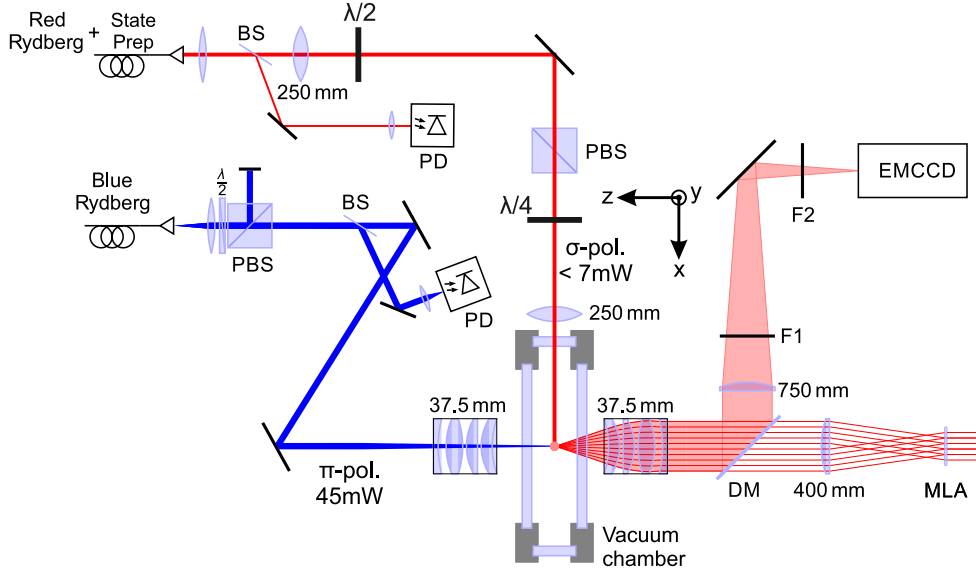 Red
Rydberg
+
State
Prep
BS
λ/2
250 mm
PD
PBS
EMCCD
F2
Blue
Rydberg
λ/2
PBS
BS
PD
λ/4
z
y
x
σ-pol.
< 7mW
250 mm
F1
750 mm
37.5 mm
37.5 mm
π-pol.
45mW
DM
400 mm
MLA
Vacuum
chamber